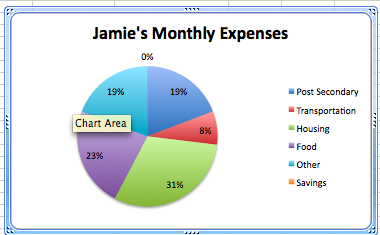 Jamie's Monthly Expenses
0%
19%
19%
Post Secondary
Transportation
Chart Area
8%
Housing
23%
Food
31%
Other
Savings